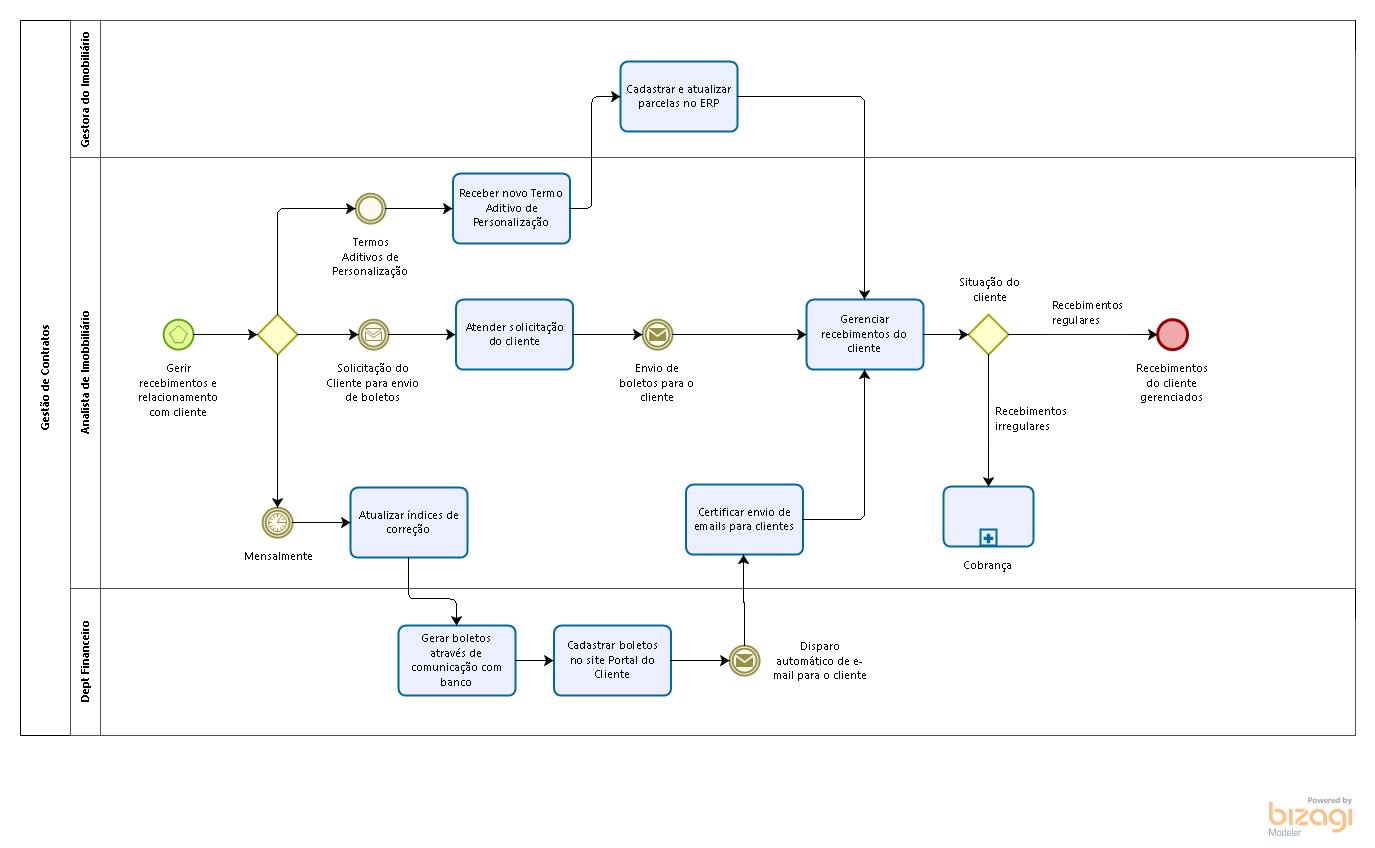 Gestão de Contratos
Gestora do Imobiliário
Cadastrar e atualizar
parcelas no ERP
Analista de Imobbiliário
Receber novo Termo
Aditivo de
Personalização
Termos
Aditivos de
Personalização
Gerir
recebimentos e
relacionamento
com cliente
Solicitação do
Cliente para envio
de boletos
Atender solicitação
do cliente
Envio de
boletos para o
cliente
Gerenciar
recebimentos do
cliente
Situação do
cliente
Recebimentos
regulares
Recebimentos
do cliente
gerenciados
Recebimentos
irregulares
Cobrança
Mensalmente
Atualizar índices de
correção
Certificar envio de
emails para clientes
Dept Financeiro
Gerar boletos
através de
comunicação com
banco
Cadastrar boletos
no site Portal do
Cliente
Disparo
automático de e-
mail para o cliente
Powered by
bizagi
Modeler